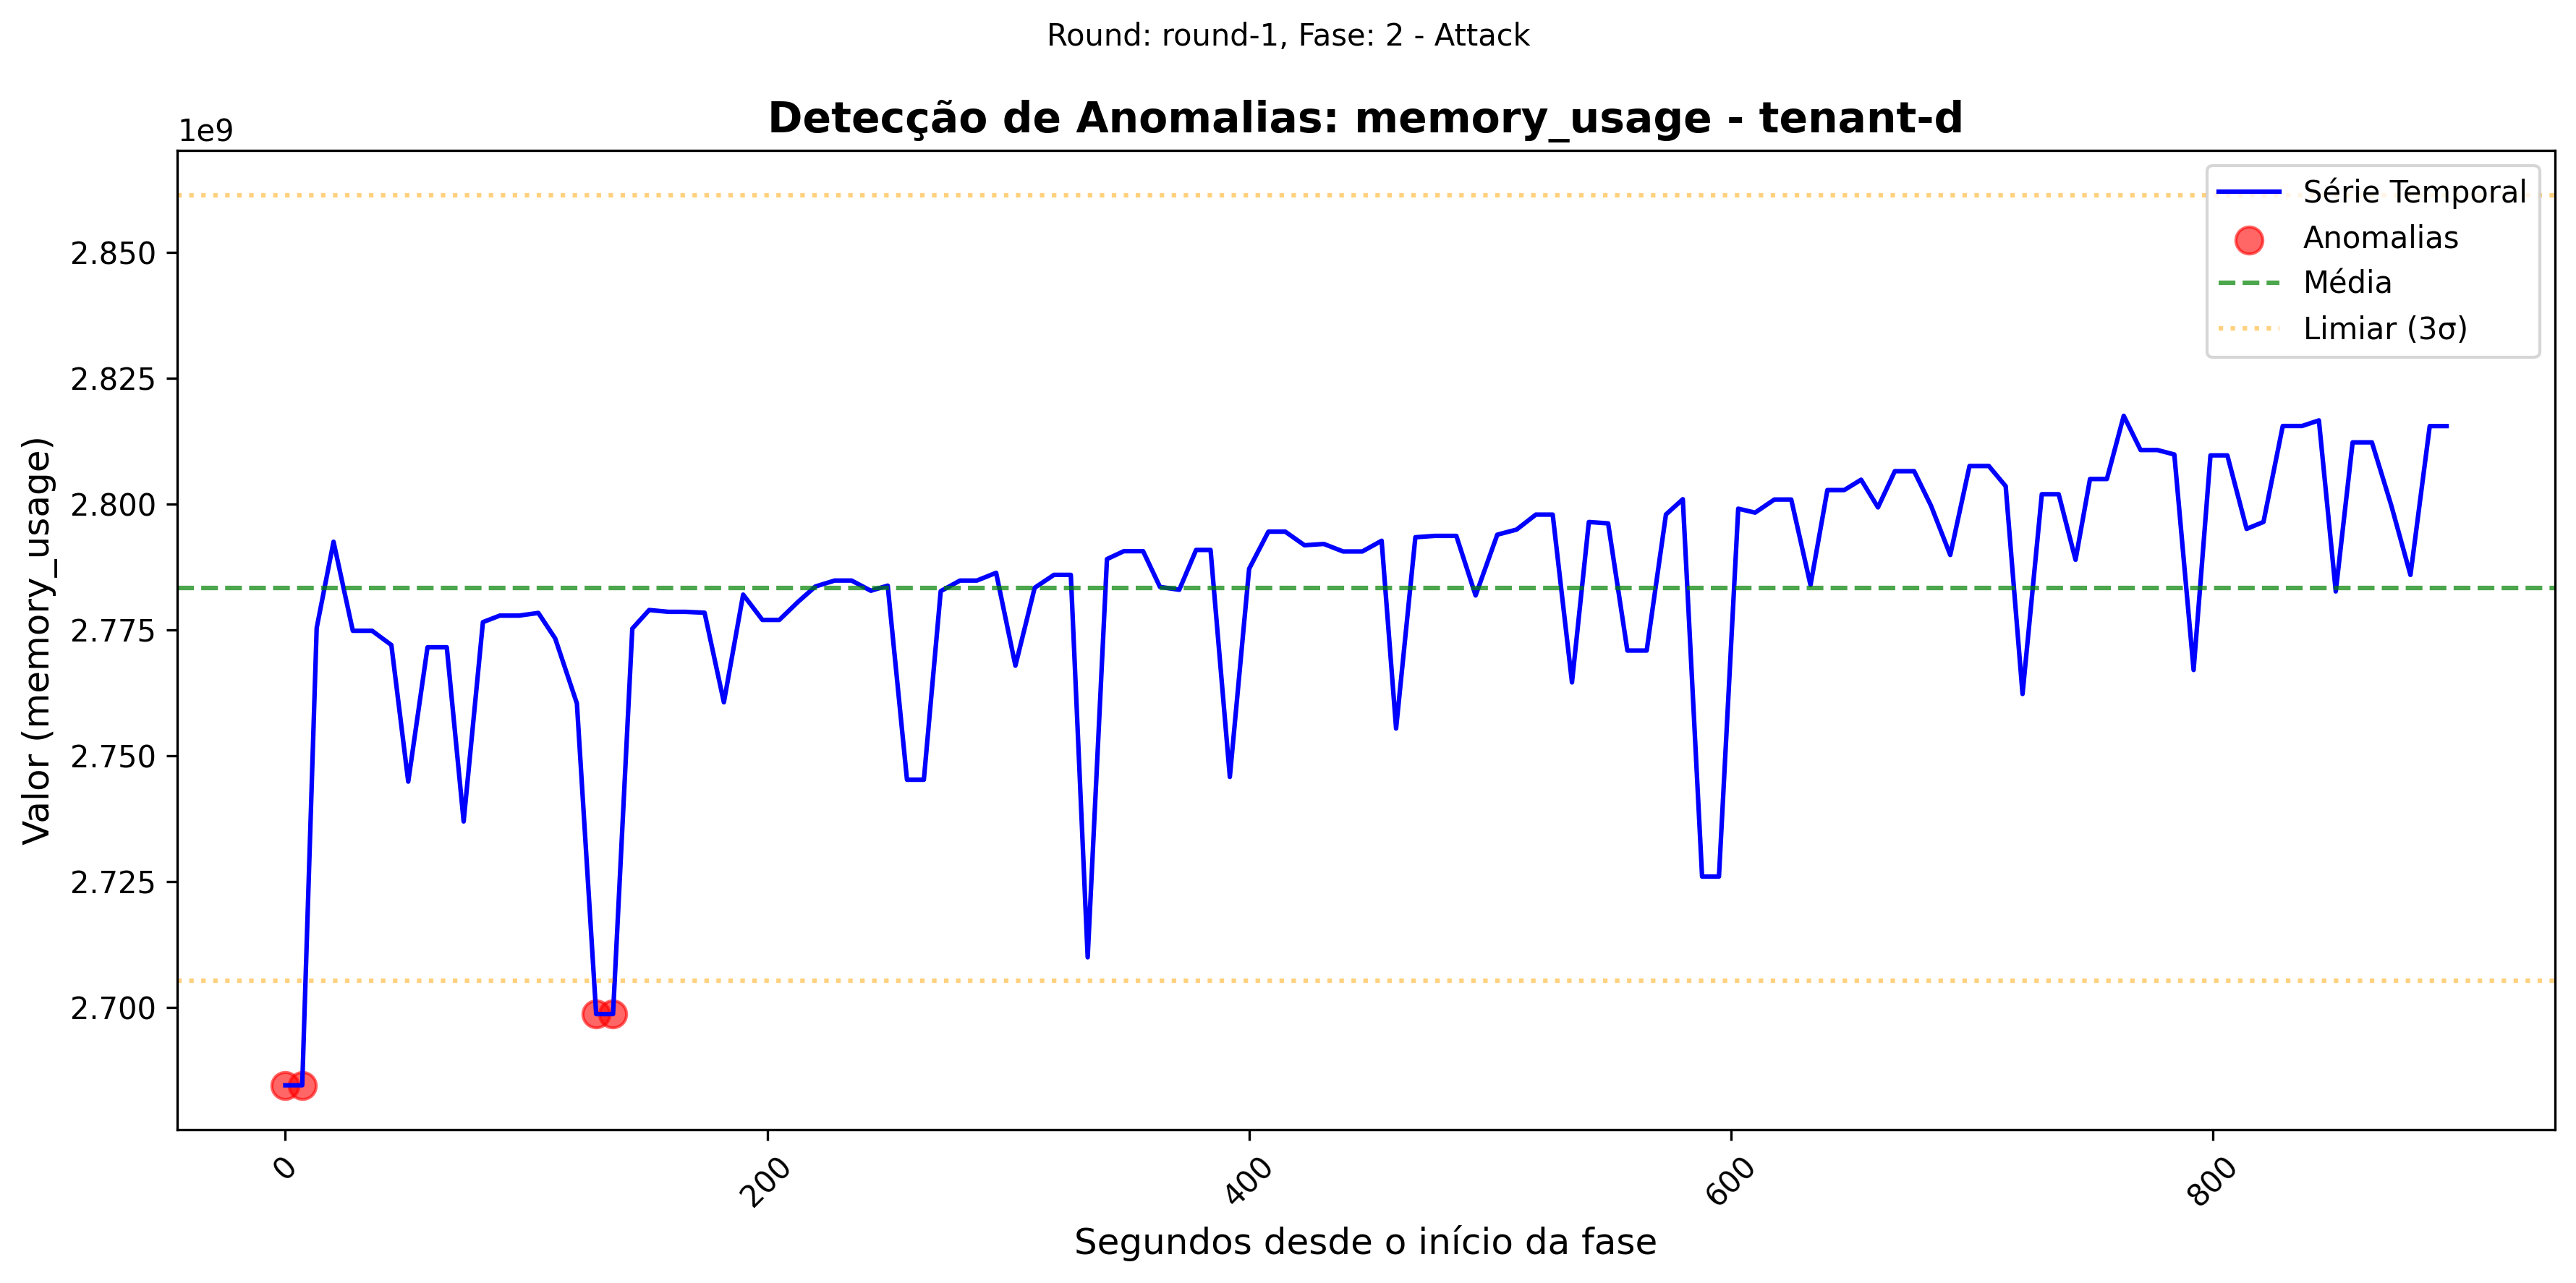 Round: round-1, Fase: 2 - Attack
Detecção de Anomalias: memory_usage - tenant-d
1e9
Série Temporal
Anomalias
Média
Limiar (3σ)
Valor (memory_usage)
2.850
2.825
2.800
2.775
2.750
2.725
2.700
0
200
400
600
800
Segundos desde o início da fase